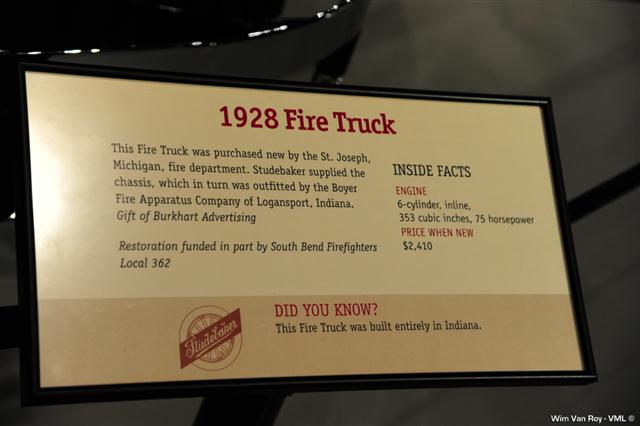 1928 Fire Truck
This Fire Truck was purchased new by the St. Joseph,
Michigan, fire department. Studebaker supplied the
chassis, which in turn was outfitted by the Boyer
Fire Apparatus Company of Logansport, Indiana.
Gift of Burkhart Advertising
Restoration funded in part by South Bend Firefighters
Local 362
INSIDE FACTS
ENGINE
6-cylinder, inline,
353 cubic inches, 75 horsepower
PRICE WHEN NEW
$2,410
Studebaker
DID YOU KNOW?
This Fire Truck was built entirely in Indiana.
Wim Van Roy - VML ©